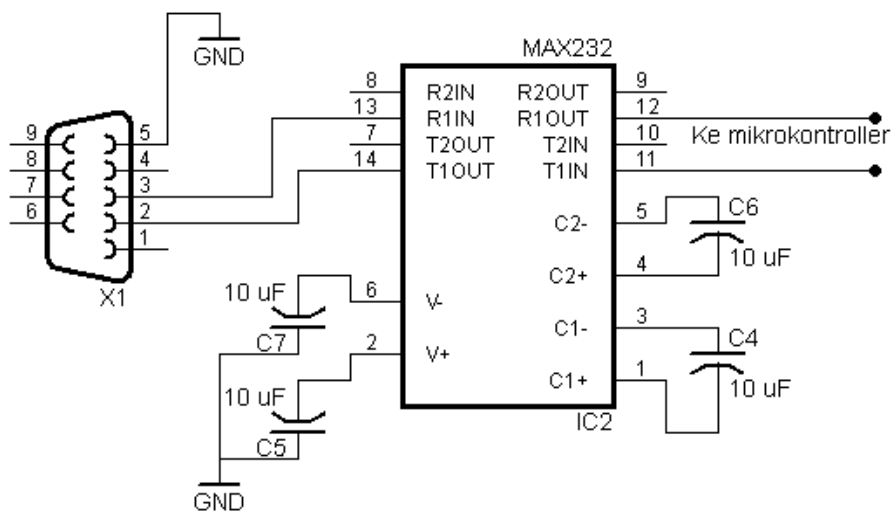 GND
MAX232
8 R2IN R2OUT 9
13 R1IN R1OUT 12
7 T2OUT T2IN 10
14 T1OUT T1IN 11
Ke mikrokontroller
9 5
8 4
7 3
6 2
1
X1
C2- 5 C6
C2+ 4 10 uF
10 uF 6 V-
C7
C1- 3 C4
2 V+
C1+ 1 10 uF
10 uF
C5
IC2
GND